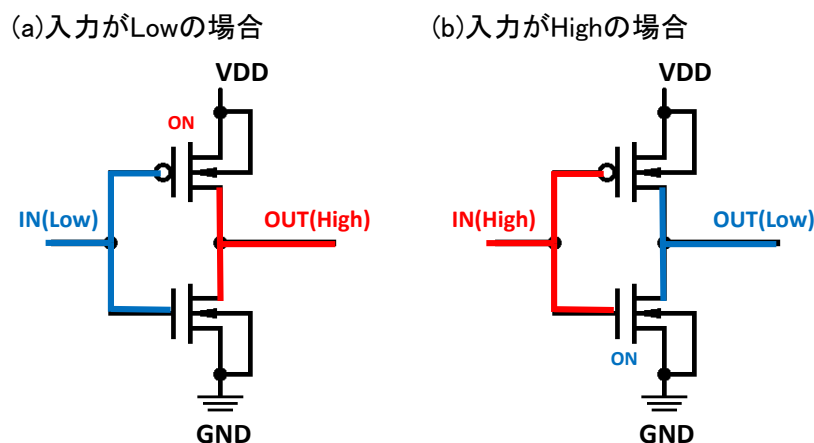 (a)入力がLowの場合
VDD
ON
IN(Low)
OUT(High)
GND
(b)入力がHighの場合
VDD
IN(High)
OUT(Low)
ON
GND